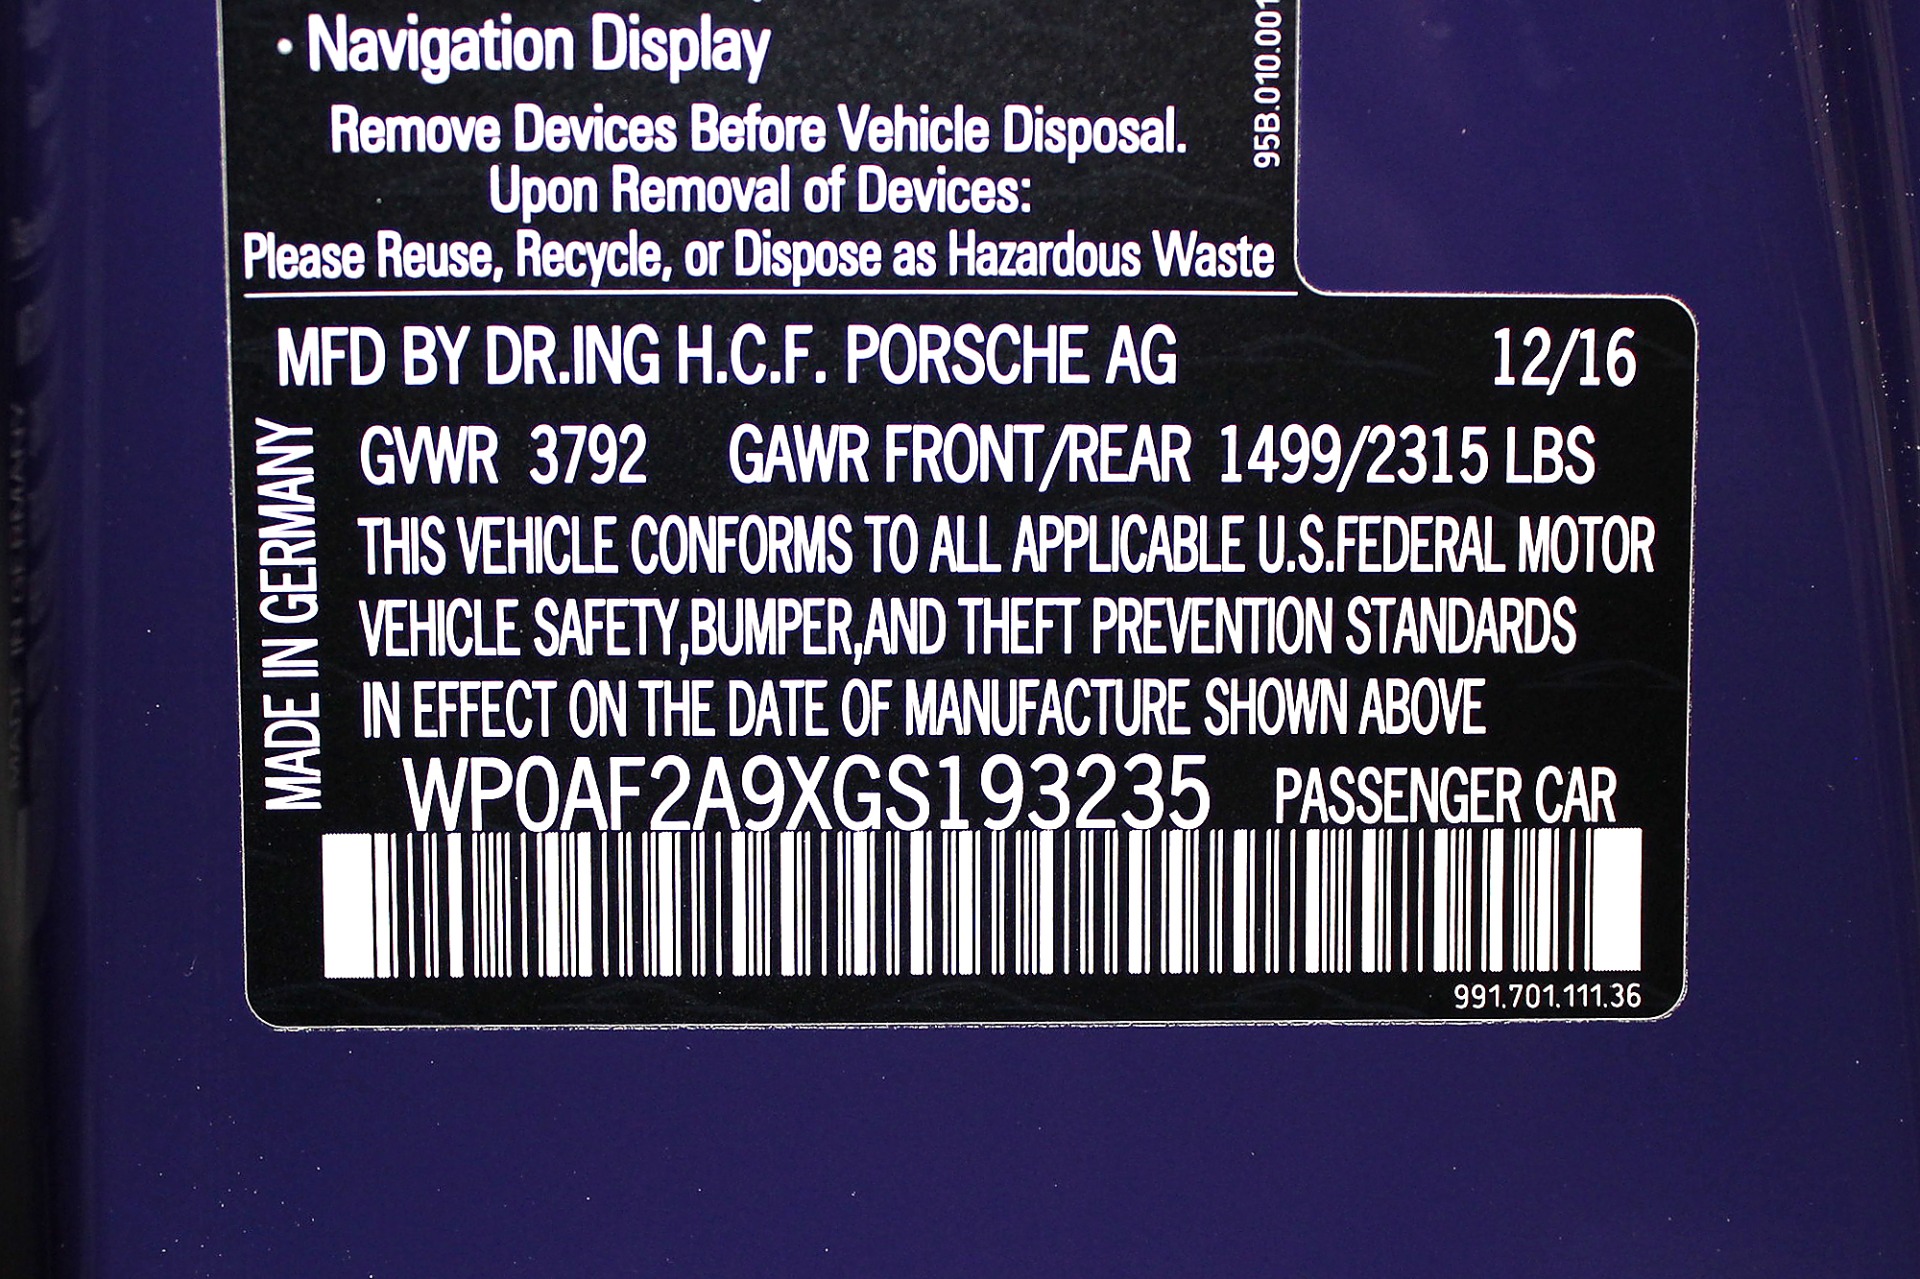 · Navigation Display
Remove Devices Before Vehicle Disposal.
Upon Removal of Devices:
Please Reuse, Recycle, or Dispose as Hazardous Waste
95B.010.001
MFD BY DR.ING H.C.F. PORSCHE AG 12/16
MADE IN GERMANY
GVWR 3792 GAWR FRONT/REAR 1499/2315 LBS
THIS VEHICLE CONFORMS TO ALL APPLICABLE U.S.FEDERAL MOTOR
VEHICLE SAFETY,BUMPER,AND THEFT PREVENTION STANDARDS
IN EFFECT ON THE DATE OF MANUFACTURE SHOWN ABOVE
WP0AF2A9XGS193235 PASSENGER CAR
991.701.111.36